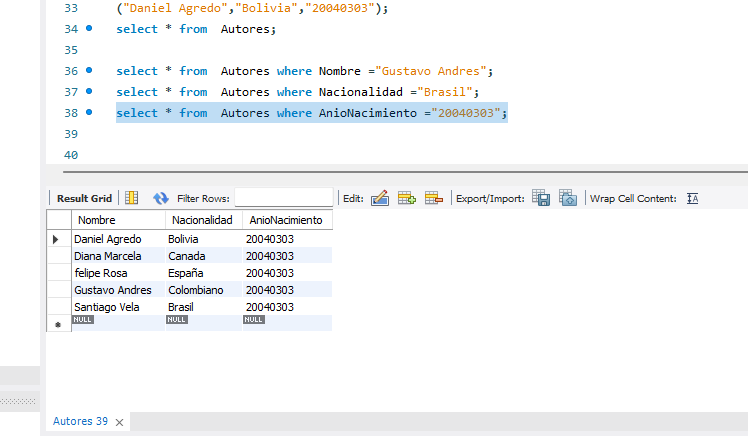 33 ("Daniel Agredo","Bolivia","20040303");
34 select * from  Autores;
35
36 select * from  Autores where Nombre ="Gustavo Andres";
37 select * from  Autores where Nacionalidad ="Brasil";
38 select * from  Autores where AnioNacimiento ="20040303";
39
40
Result Grid Filter Rows: Edit: Export/Import: Wrap Cell Content: IA
Nombre Nacionalidad AnioNacimiento
Daniel Agredo Bolivia 20040303
Diana Marcela Canada 20040303
felipe Rosa España 20040303
Gustavo Andres Colombiano 20040303
Santiago Vela Brasil 20040303
NULL NULL NULL
Autores 39